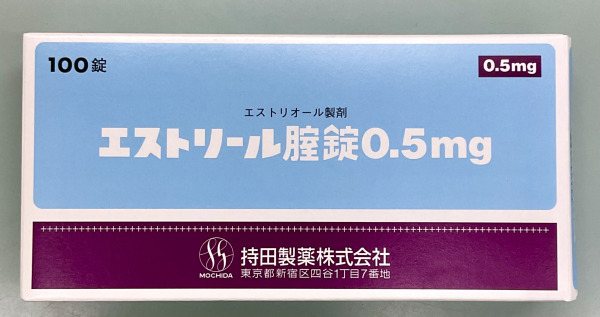 100錠
0.5mg
エストリオール製剤
エストリール腟錠0.5mg
MOCHIDA
持田製薬株式会社
東京都新宿区四谷1丁目7番地